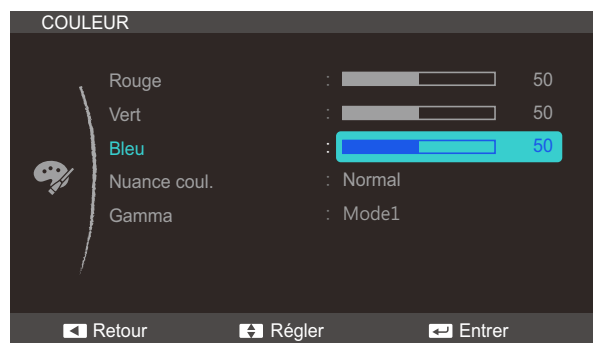 COULEUR
Rouge : 50
Vert : 50
Bleu : 50
Nuance coul. : Normal
Gamma : Mode1
Retour Régler Entrer